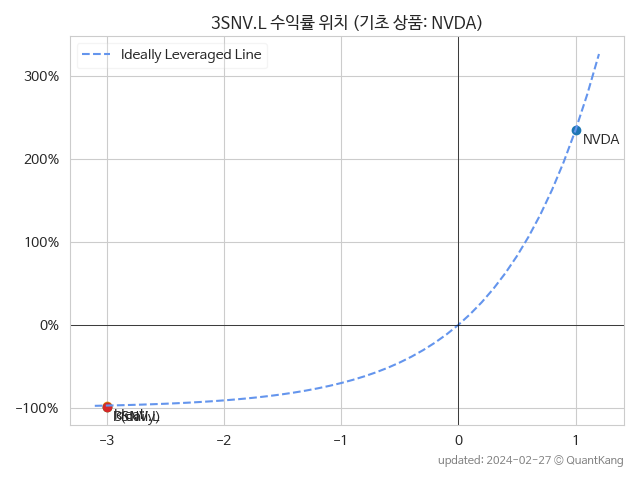 3SNV.L 수익률 위치 (기초 상품: NVDA)
Ideally Leveraged Line
300%
200%
100%
0%
-100%
NVDA
-3
-2
-1
0
1
updated: 2024-02-27 © QuantKang